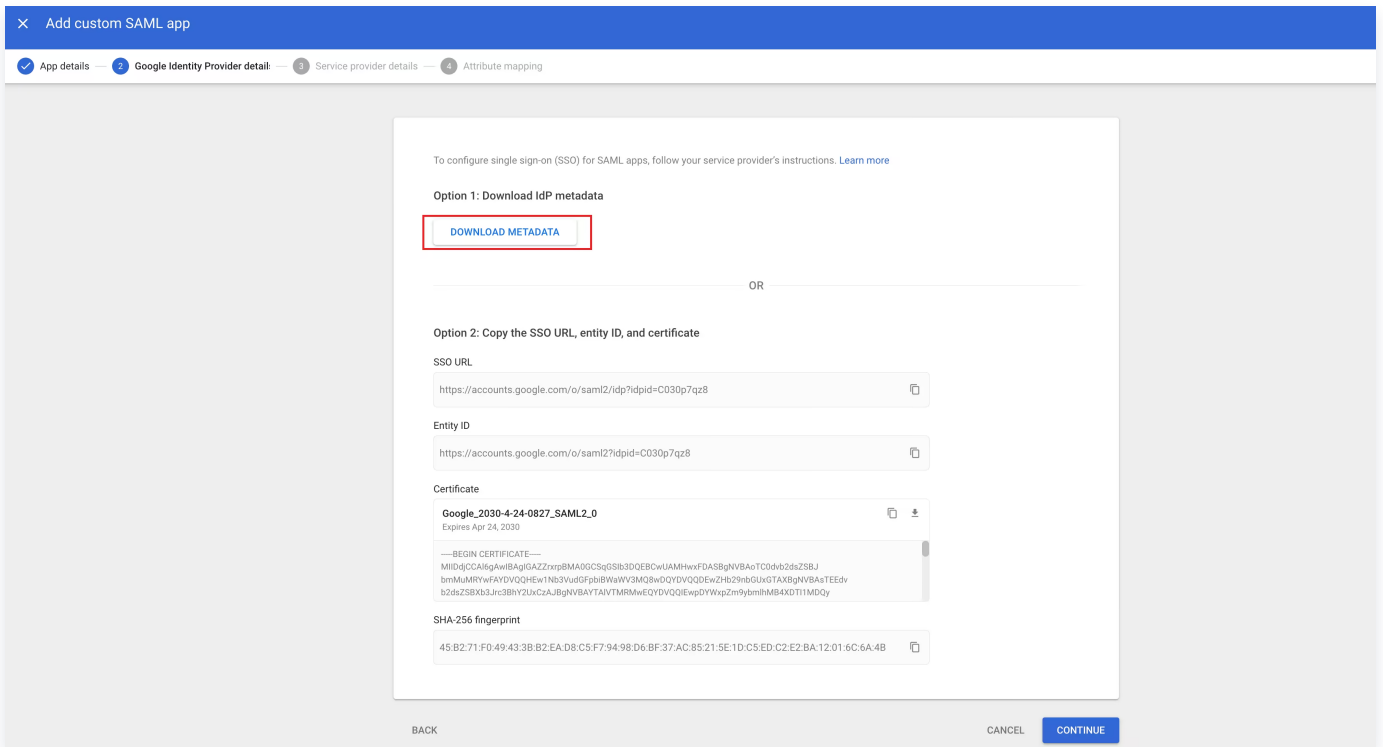 Add custom SAML app
App details
2 Google Identity Provider detail
3 Service provider details
4 Attribute mapping
To configure single sign-on (SSO) for SAML apps, follow your service provider's instructions. Learn more
Option 1: Download IdP metadata
DOWNLOAD METADATA
OR
Option 2: Copy the SSO URL, entity ID, and certificate
SSO URL
https://accounts.google.com/o/saml2/idp?idpid=C030p7qz8
Entity ID
https://accounts.google.com/o/saml2?idpid=C030p7qz8
Certificate
Google_2030-4-24-0827_SAML2_0
Expires Apr 24, 2030
-----BEGIN CERTIFICATE-----
MIIDdjCCAl6gAwIBAgIGAZZrxrpBMA0GCSqGSIb3DQEBCwUAMHwxFDASBgNVBAoTC0dvb2dsZSBJ
bmMuMRYwFAYDVQQHEw1Nb3VudGFpbiBWaWV3MQ8wDQYDVQQDEwZHb29nbGUxGTAXBgNVBAsTEEdv
b2dsZSBXb3Jrc3BhY2UxCzAJBgNVBAYTAlVTMRMwEQYDVQQIEwpDYWxpZm9ybmlhMB4XDTI1MDQy
SHA-256 fingerprint
45:B2:71:F0:49:43:3B:B2:EA:D8:C5:F7:94:98:D6:BF:37:AC:85:21:5E:1D:C5:ED:C2:E2:BA:12:01:6C:6A:4B
BACK
CANCEL
CONTINUE